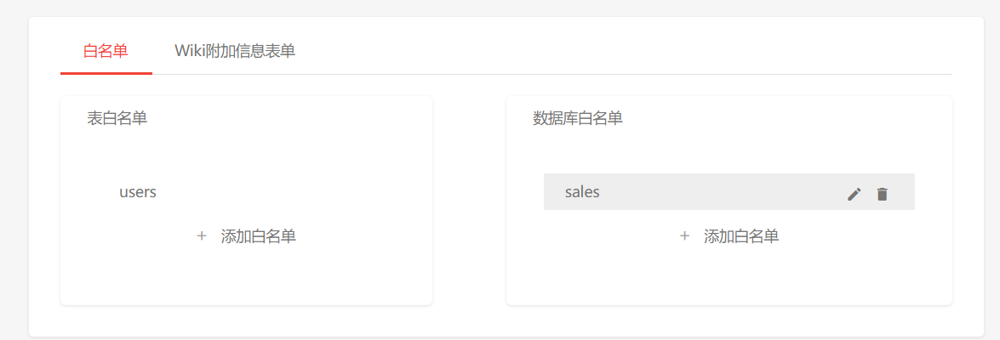 白名单
Wiki附加信息表单
表白名单
users
+ 添加白名单
数据库白名单
sales
+ 添加白名单